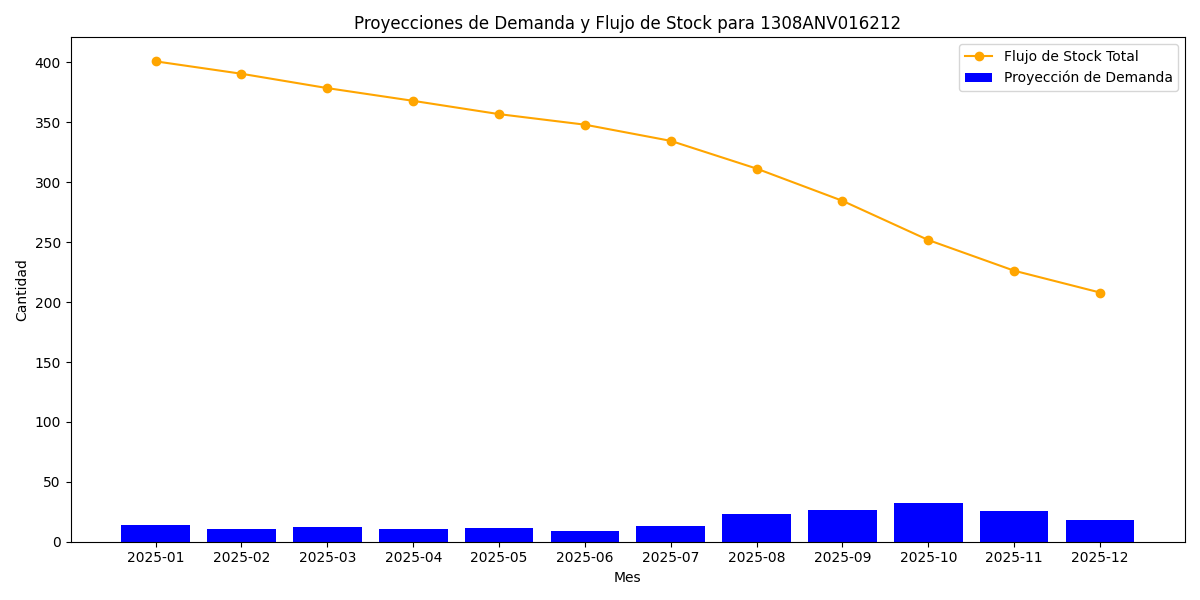 Proyecciones de Demanda y Flujo de Stock para 1308ANV016212
Flujo de Stock Total
Proyección de Demanda
Cantidad
400
350
300
250
200
150
100
50
0
2025-01 2025-02 2025-03 2025-04 2025-05 2025-06 2025-07 2025-08 2025-09 2025-10 2025-11 2025-12
Mes